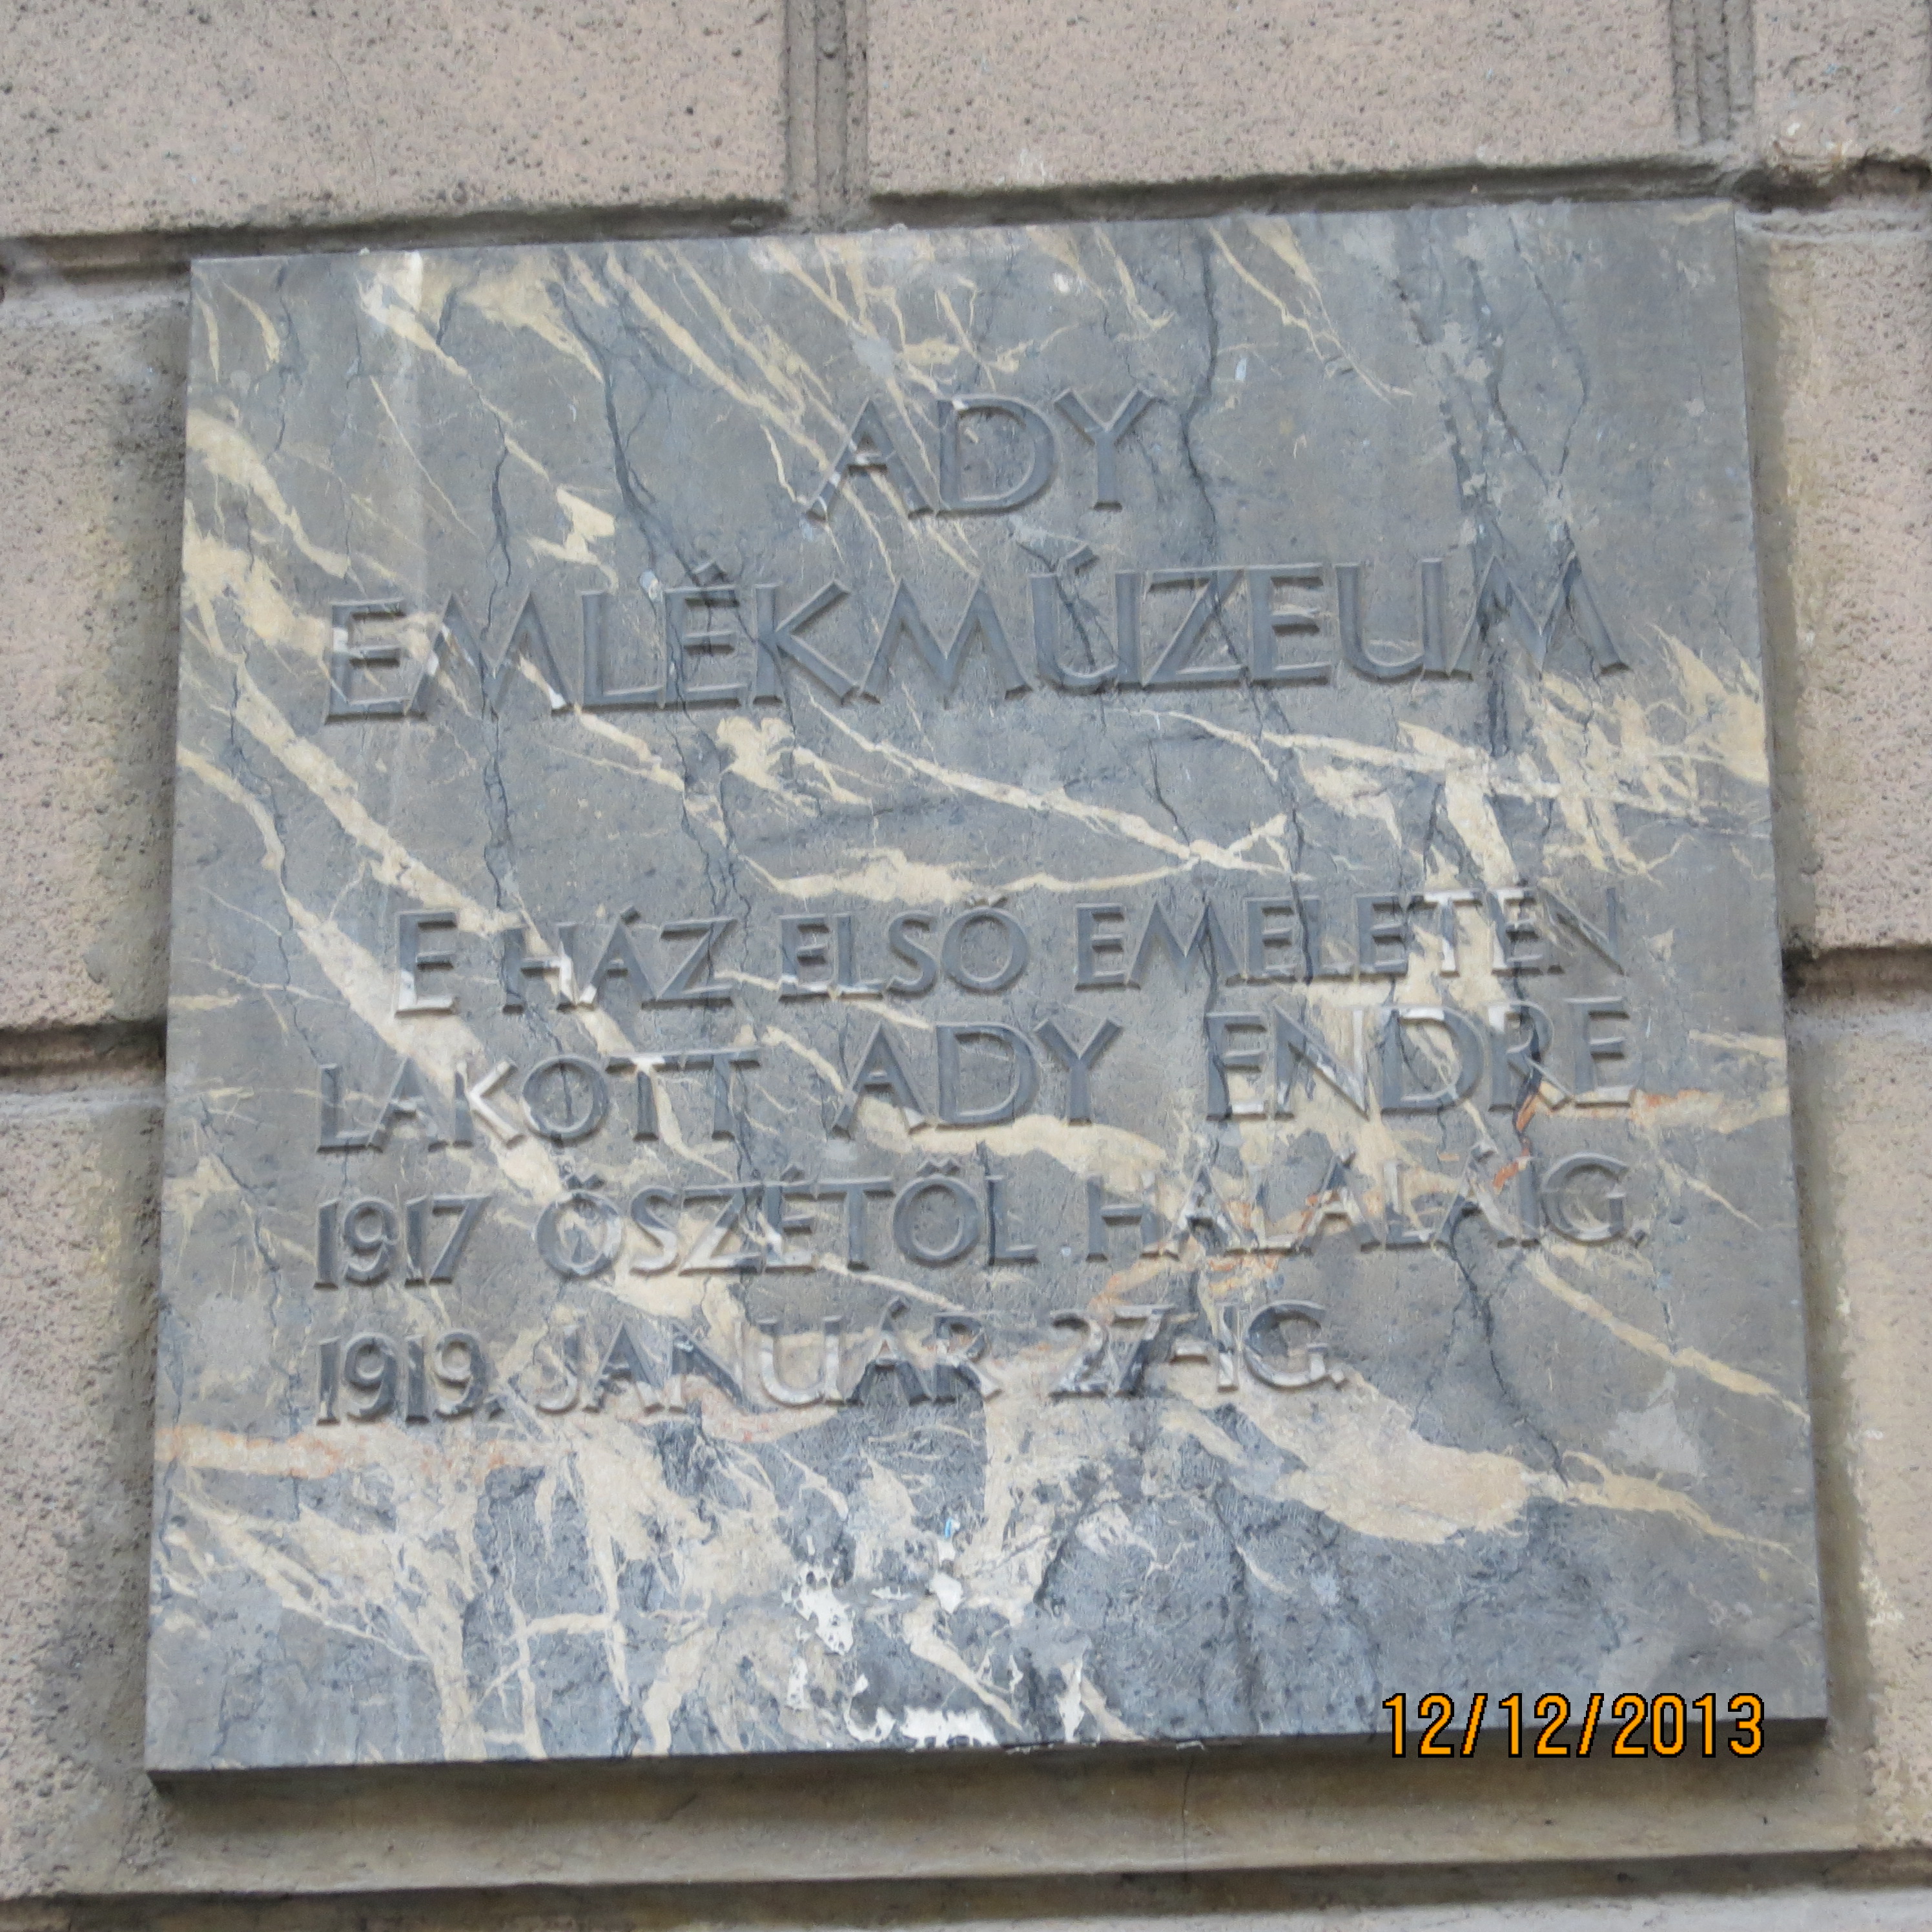 ADY
EMLÉKMÚZEUM
E HÁZ ELSŐ EMELETÉN
LAKOTT ADY ENDRE
1917 ŐSZÉTŐL HALÁLÁIG,
1919. JANUÁR 27-IG.
12/12/2013